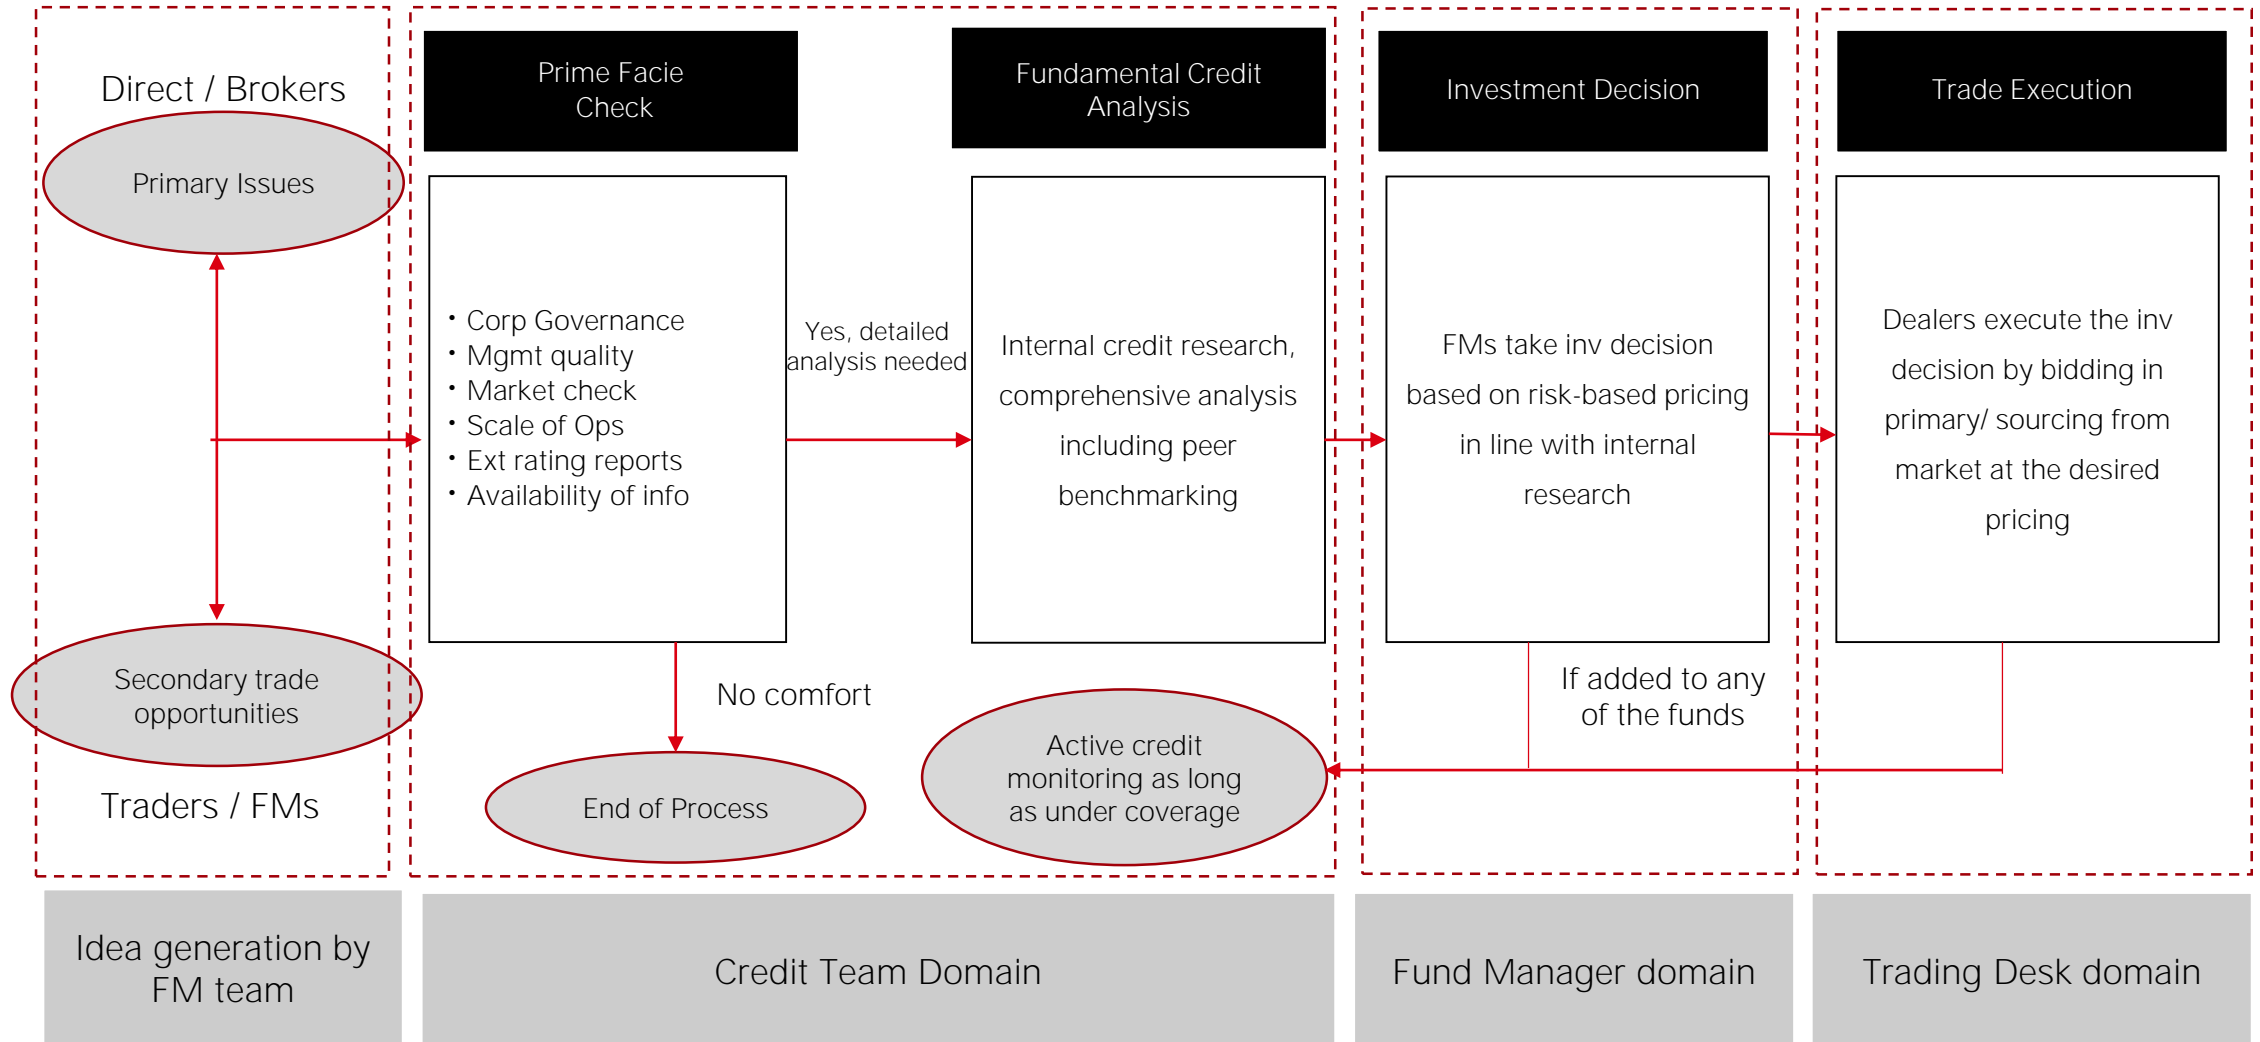 Direct / Brokers
Primary Issues
Secondary trade
opportunities
Traders / FMs
Idea generation by
FM team
Prime Facie
Check
• Corp Governance
• Mgmt quality
• Market check
• Scale of Ops
• Ext rating reports
• Availability of info
Yes, detailed
analysis needed
No comfort
End of Process
Fundamental Credit
Analysis
Internal credit research,
comprehensive analysis
including peer
benchmarking
Active credit
monitoring as long
as under coverage
Credit Team Domain
Investment Decision
FMs take inv decision
based on risk-based pricing
in line with internal
research
If added to any
of the funds
Fund Manager domain
Trade Execution
Dealers execute the inv
decision by bidding in
primary/ sourcing from
market at the desired
pricing
Trading Desk domain